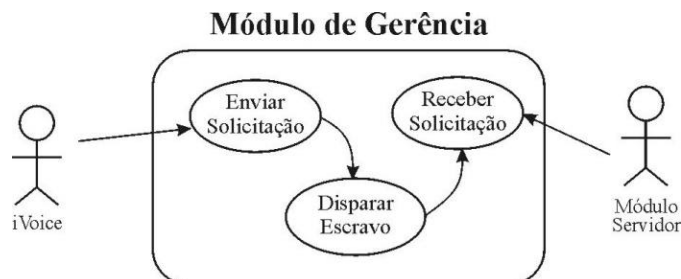 Módulo de Gerência
Enviar
Solicitação
Receber
Solicitação
Disparar
Escravo
iVoice
Módulo
Servidor